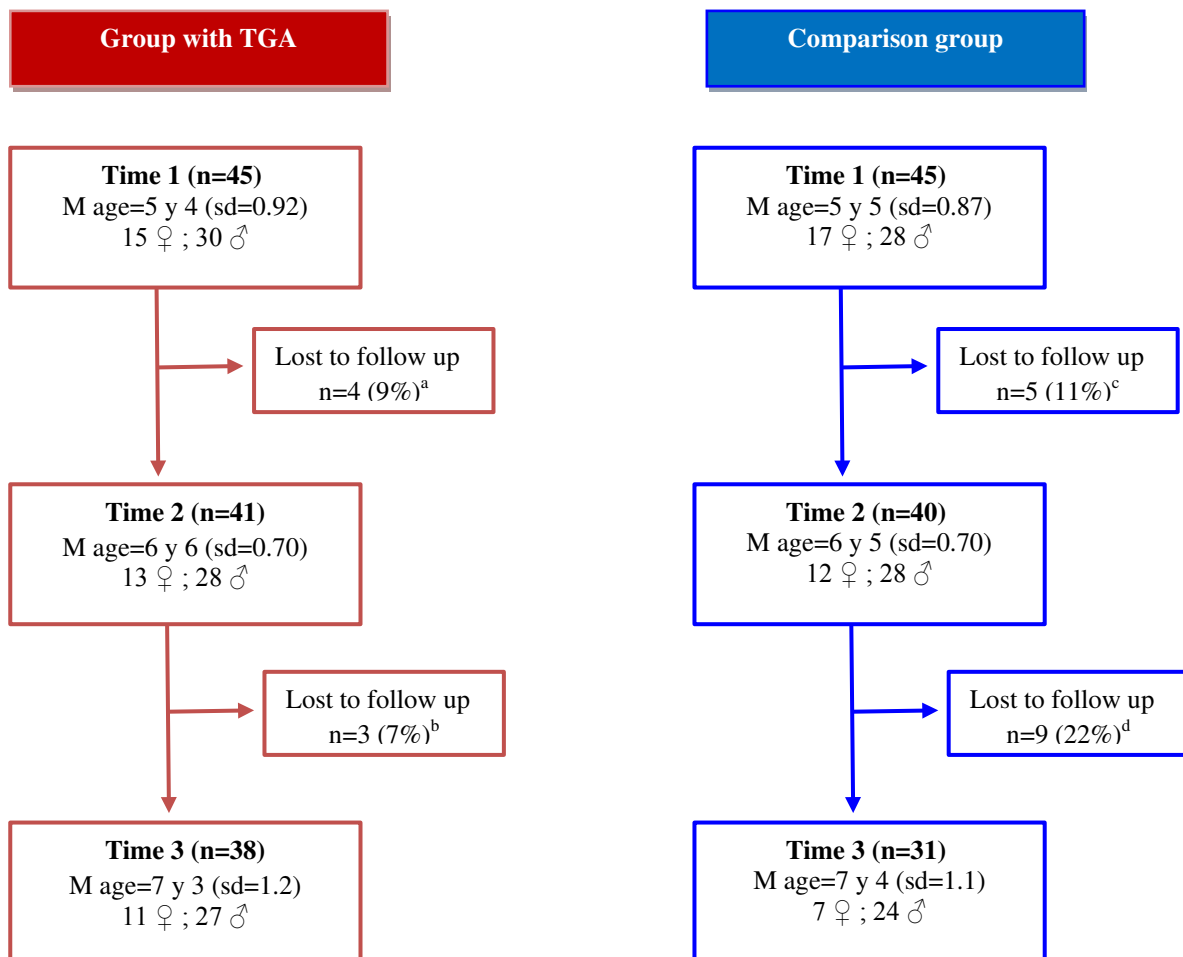 Group with TGA
Time 1 (n=45)
M age=5 y 4 (sd=0.92)
15 ♀ ; 30 ♂
Lost to follow up
n=4 (9%)a
Time 2 (n=41)
M age=6 y 6 (sd=0.70)
13 ♀ ; 28 ♂
Lost to follow up
n=3 (7%)b
Time 3 (n=38)
M age=7 y 3 (sd=1.2)
11 ♀ ; 27 ♂
Comparison group
Time 1 (n=45)
M age=5 y 5 (sd=0.87)
17 ♀ ; 28 ♂
Lost to follow up
n=5 (11%)c
Time 2 (n=40)
M age=6 y 5 (sd=0.70)
12 ♀ ; 28 ♂
Lost to follow up
n=9 (22%)d
Time 3 (n=31)
M age=7 y 4 (sd=1.1)
7 ♀ ; 24 ♂